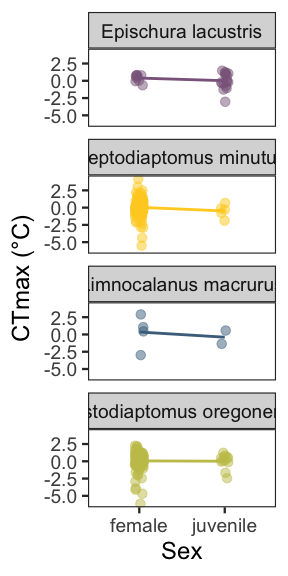 Epischura lacustris
2.5
0.0
-2.5
-5.0
eptodiaptomus minutu
2.5
0.0
-2.5
-5.0
imnocalanus macrurus
2.5
0.0
-2.5
-5.0
stodiaptomus oregonen
2.5
0.0
-2.5
-5.0
female juvenile
Sex
CTmax (°C)